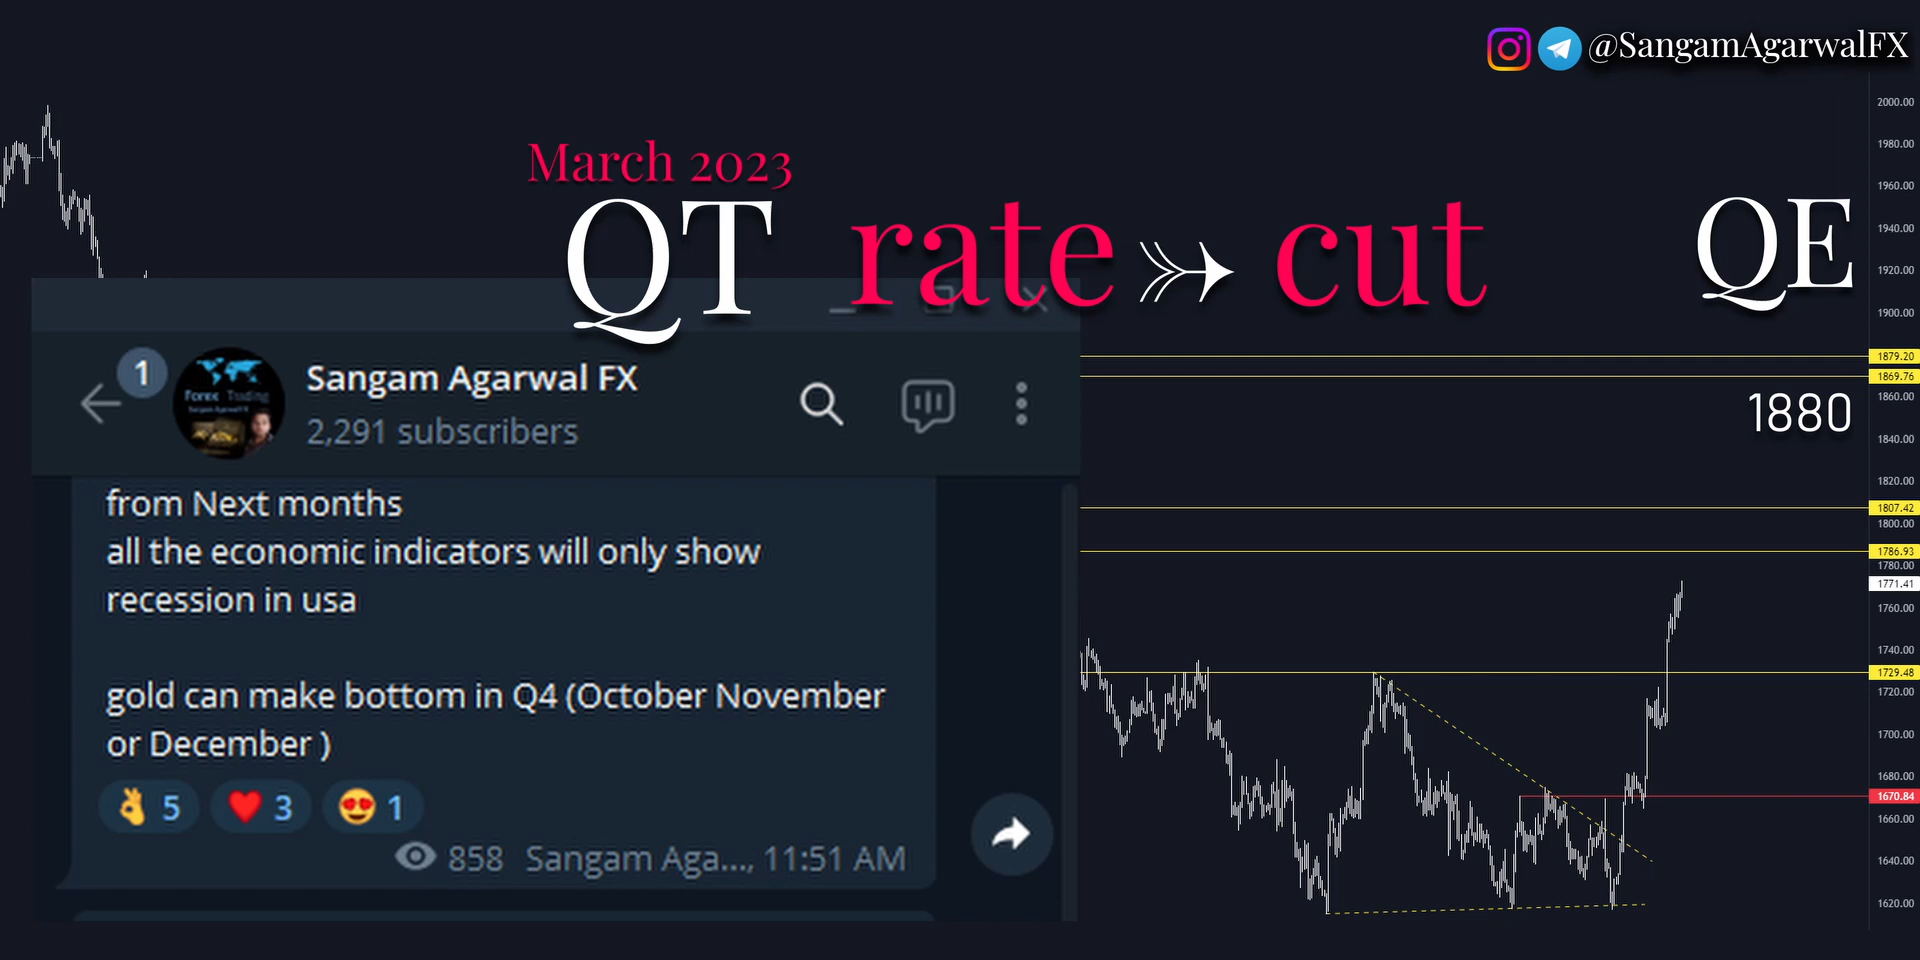 @SangamAgarwalFX
March 2023
QT rate cut QE
1
Sangam Agarwal FX
2,291 subscribers
Forex Trading
from Next months
all the economic indicators will only show
recession in usa
gold can make bottom in Q4 (October November
or December )
5 3 1
858 Sangam Aga..., 11:51 AM
1880
2000.00
1980.00
1960.00
1940.00
1920.00
1900.00
1879.20
1869.76
1860.00
1840.00
1820.00
1807.42
1800.00
1786.93
1780.00
1771.41
1760.00
1740.00
1729.48
1720.00
1700.00
1680.00
1670.84
1660.00
1640.00
1620.00